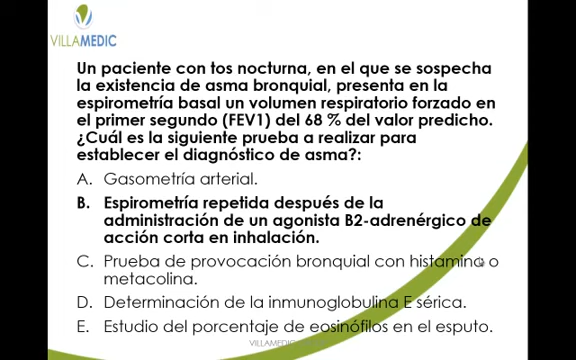 VILLAMEDIC
Un paciente con tos nocturna, en el que se sospecha
la existencia de asma bronquial, presenta en la
espirometría basal un volumen respiratorio forzado en
el primer segundo (FEV1) del 68 % del valor predicho.
¿Cuál es la siguiente prueba a realizar para
establecer el diagnóstico de asma?:
A. Gasometría arterial.
B. Espirometría repetida después de la
administración de un agonista B2-adrenérgico de
acción corta en inhalación.
C. Prueba de provocación bronquial con histamina o
metacolina.
D. Determinación de la inmunoglobulina E sérica.
E. Estudio del porcentaje de eosinófilos en el esputo.
VILLAMEDIC